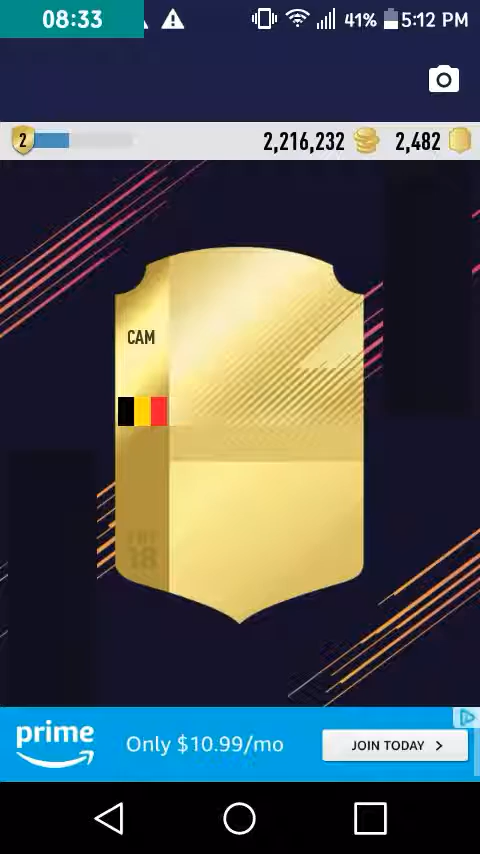 08:33
41% 5:12 PM
2
2,216,232 2,482
CAM
18
prime
Only $10.99/mo
JOIN TODAY >